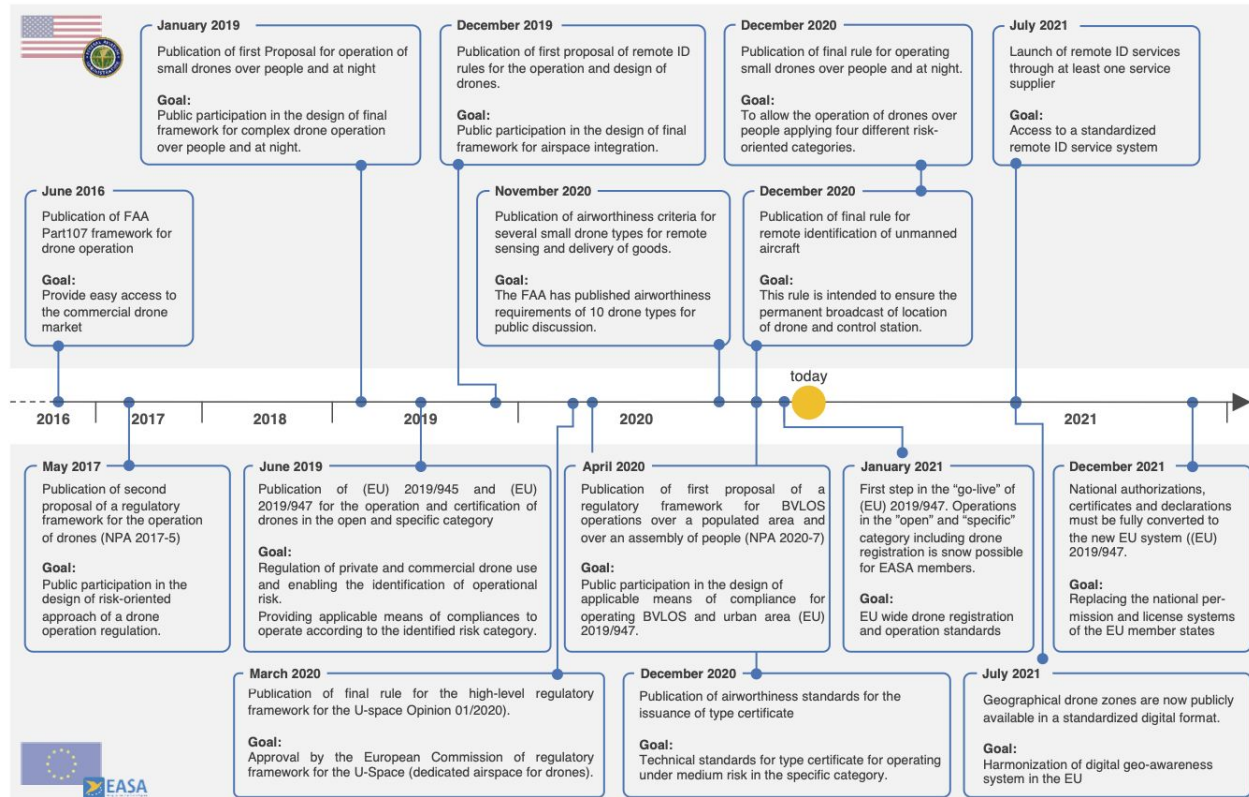 January 2019
Publication of first Proposal for operation of
small drones over people and at night
Goal:
Public participation in the design of final
framework for complex drone operation
over people and at night.
December 2019
Publication of first proposal of remote ID
rules for the operation and design of
drones.
Goal:
Public participation in the design of final
framework for airspace integration.
December 2020
Publication of final rule for operating
small drones over people and at night.
Goal:
To allow the operation of drones over
people applying four different risk-
oriented categories.
July 2021
Launch of remote ID services
through at least one service
supplier
Goal:
Access to a standardized
remote ID service system
June 2016
Publication of FAA
Part107 framework for
drone operation
Goal:
Provide easy access to
the commercial drone
market
November 2020
Publication of airworthiness criteria for
several small drone types for remote
sensing and delivery of goods.
Goal:
The FAA has published airworthiness
requirements of 10 drone types for
public discussion.
December 2020
Publication of final rule for
remote identification of unmanned
aircraft
Goal:
This rule is intended to ensure the
permanent broadcast of location
of drone and control station.
today
2016
2017
2018
2019
2020
2021
May 2017
Publication of second
proposal of a regulatory
framework for the operation
of drones (NPA 2017-5)
Goal:
Public participation in the
design of risk-oriented
approach of a drone
operation regulation.
June 2019
Publication of (EU) 2019/945 and (EU)
2019/947 for the operation and certification of
drones in the open and specific category
Goal:
Regulation of private and commercial drone use
and enabling the identification of operational
risk.
Providing applicable means of compliances to
operate according to the identified risk category.
April 2020
Publication of first proposal of a
regulatory framework for BVLOS
operations over a populated area and
over an assembly of people (NPA 2020-7)
Goal:
Public participation in the design of
applicable means of compliance for
operating BVLOS and urban area (EU)
2019/947.
January 2021
First step in the "go-live" of
(EU) 2019/947. Operations
in the "open" and "specific"
category including drone
registration is snow possible
for EASA members.
Goal:
EU wide drone registration
and operation standards
December 2021
National authorizations,
certificates and declarations
must be fully converted to
the new EU system ((EU)
2019/947.
Goal:
Replacing the national per-
mission and license systems
of the EU member states
March 2020
Publication of final rule for the high-level regulatory
framework for the U-space Opinion 01/2020).
Goal:
Approval by the European Commission of regulatory
framework for the U-Space (dedicated airspace for drones).
December 2020
Publication of airworthiness standards for the
issuance of type certificate
Goal:
Technical standards for type certificate for operating
under medium risk in the specific category.
July 2021
Geographical drone zones are now publicly
available in a standardized digital format.
Goal:
Harmonization of digital geo-awareness
system in the EU
EASA